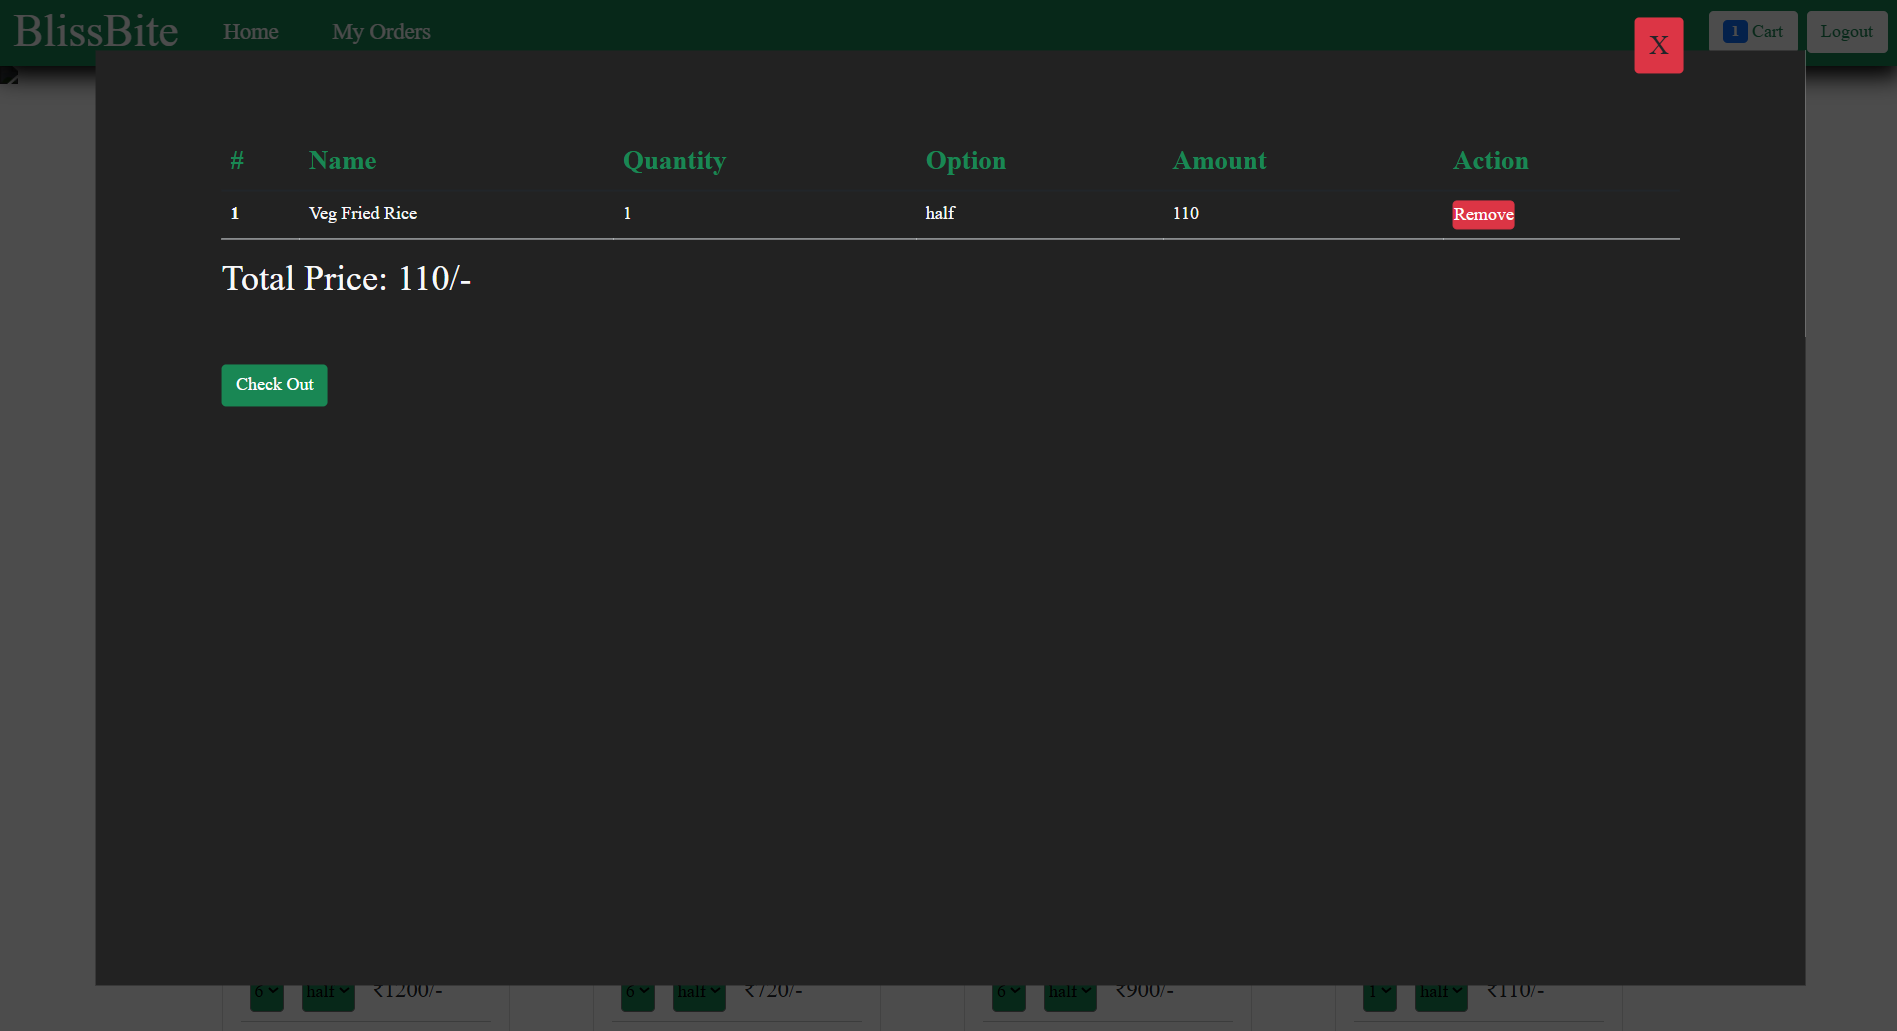 BlissBite Home My Orders 1 Cart Logout
X
# Name Quantity Option Amount Action
1 Veg Fried Rice 1 half 110 Remove
Total Price: 110/-
Check Out
6 half ₹1200/- 6 half ₹720/- 6 half ₹900/- 1 half ₹110/-